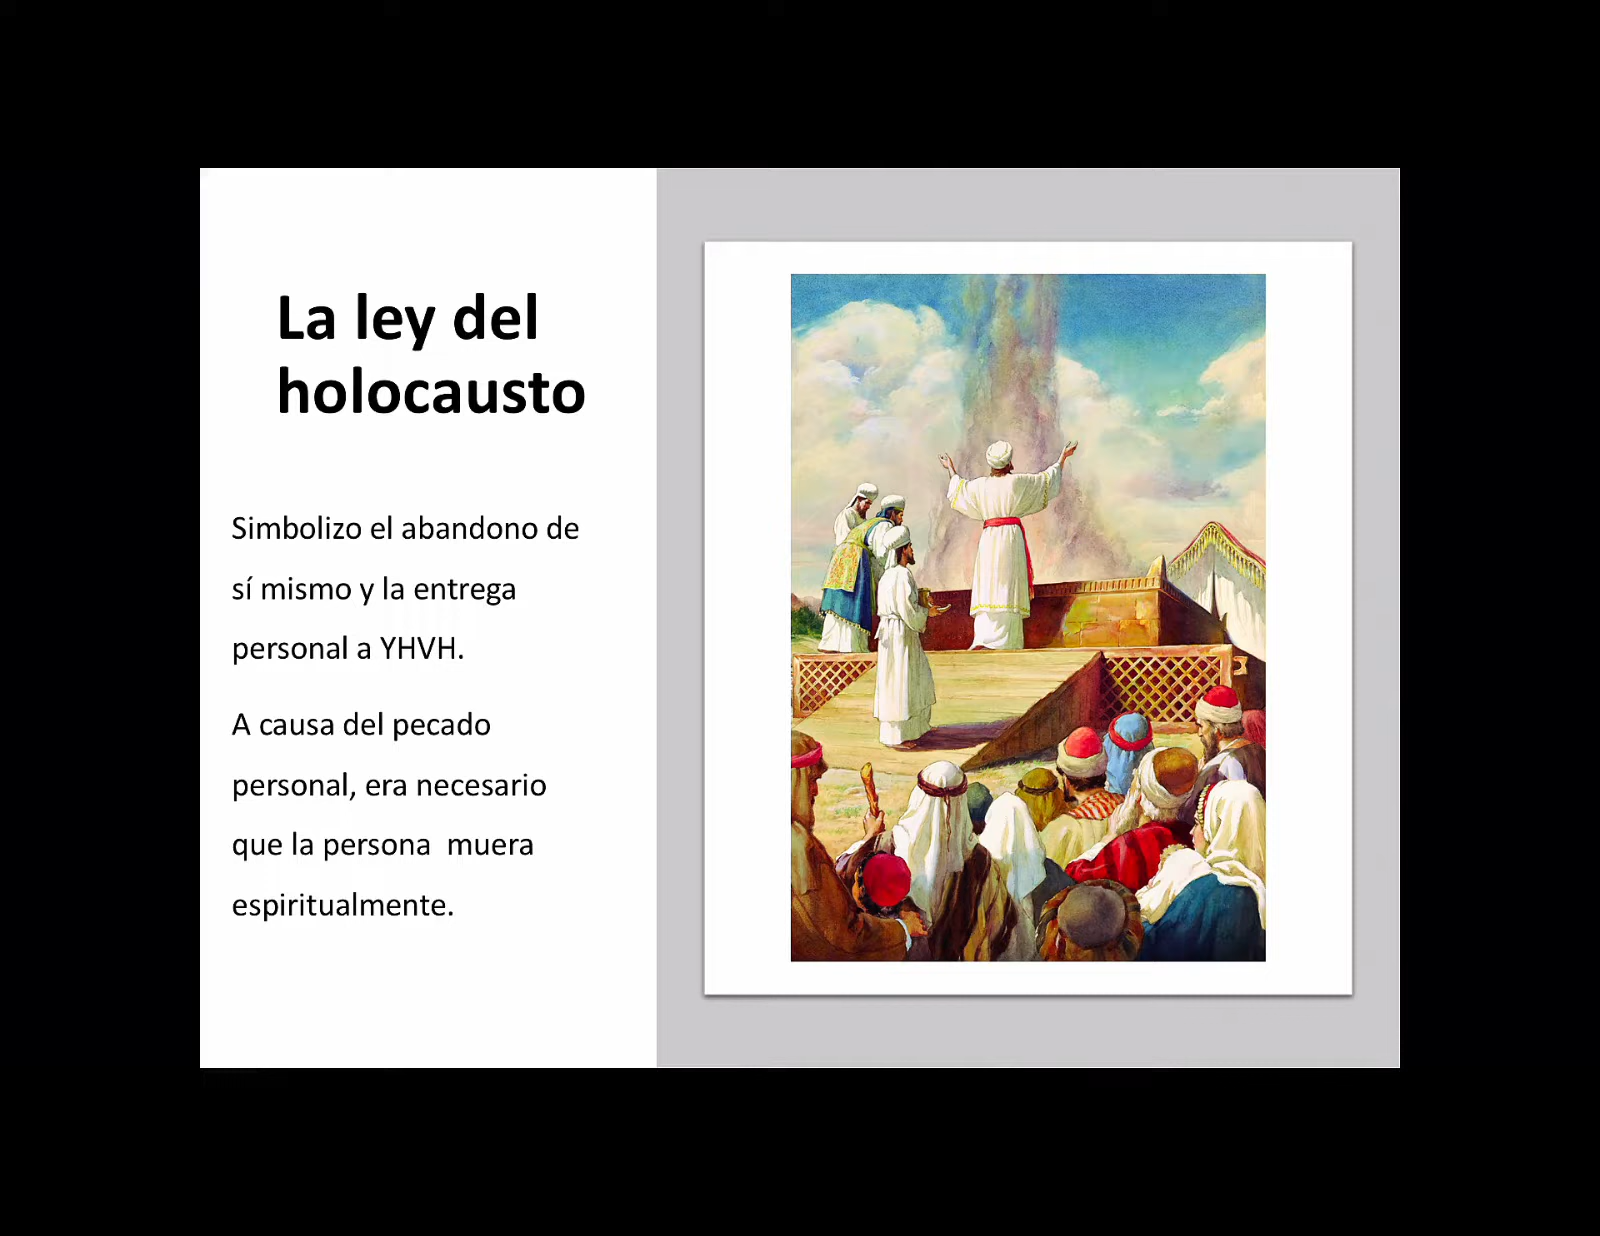 La ley del
holocausto
Simbolizo el abandono de
sí mismo y la entrega
personal a YHVH.
A causa del pecado
personal, era necesario
que la persona  muera
espiritualmente.